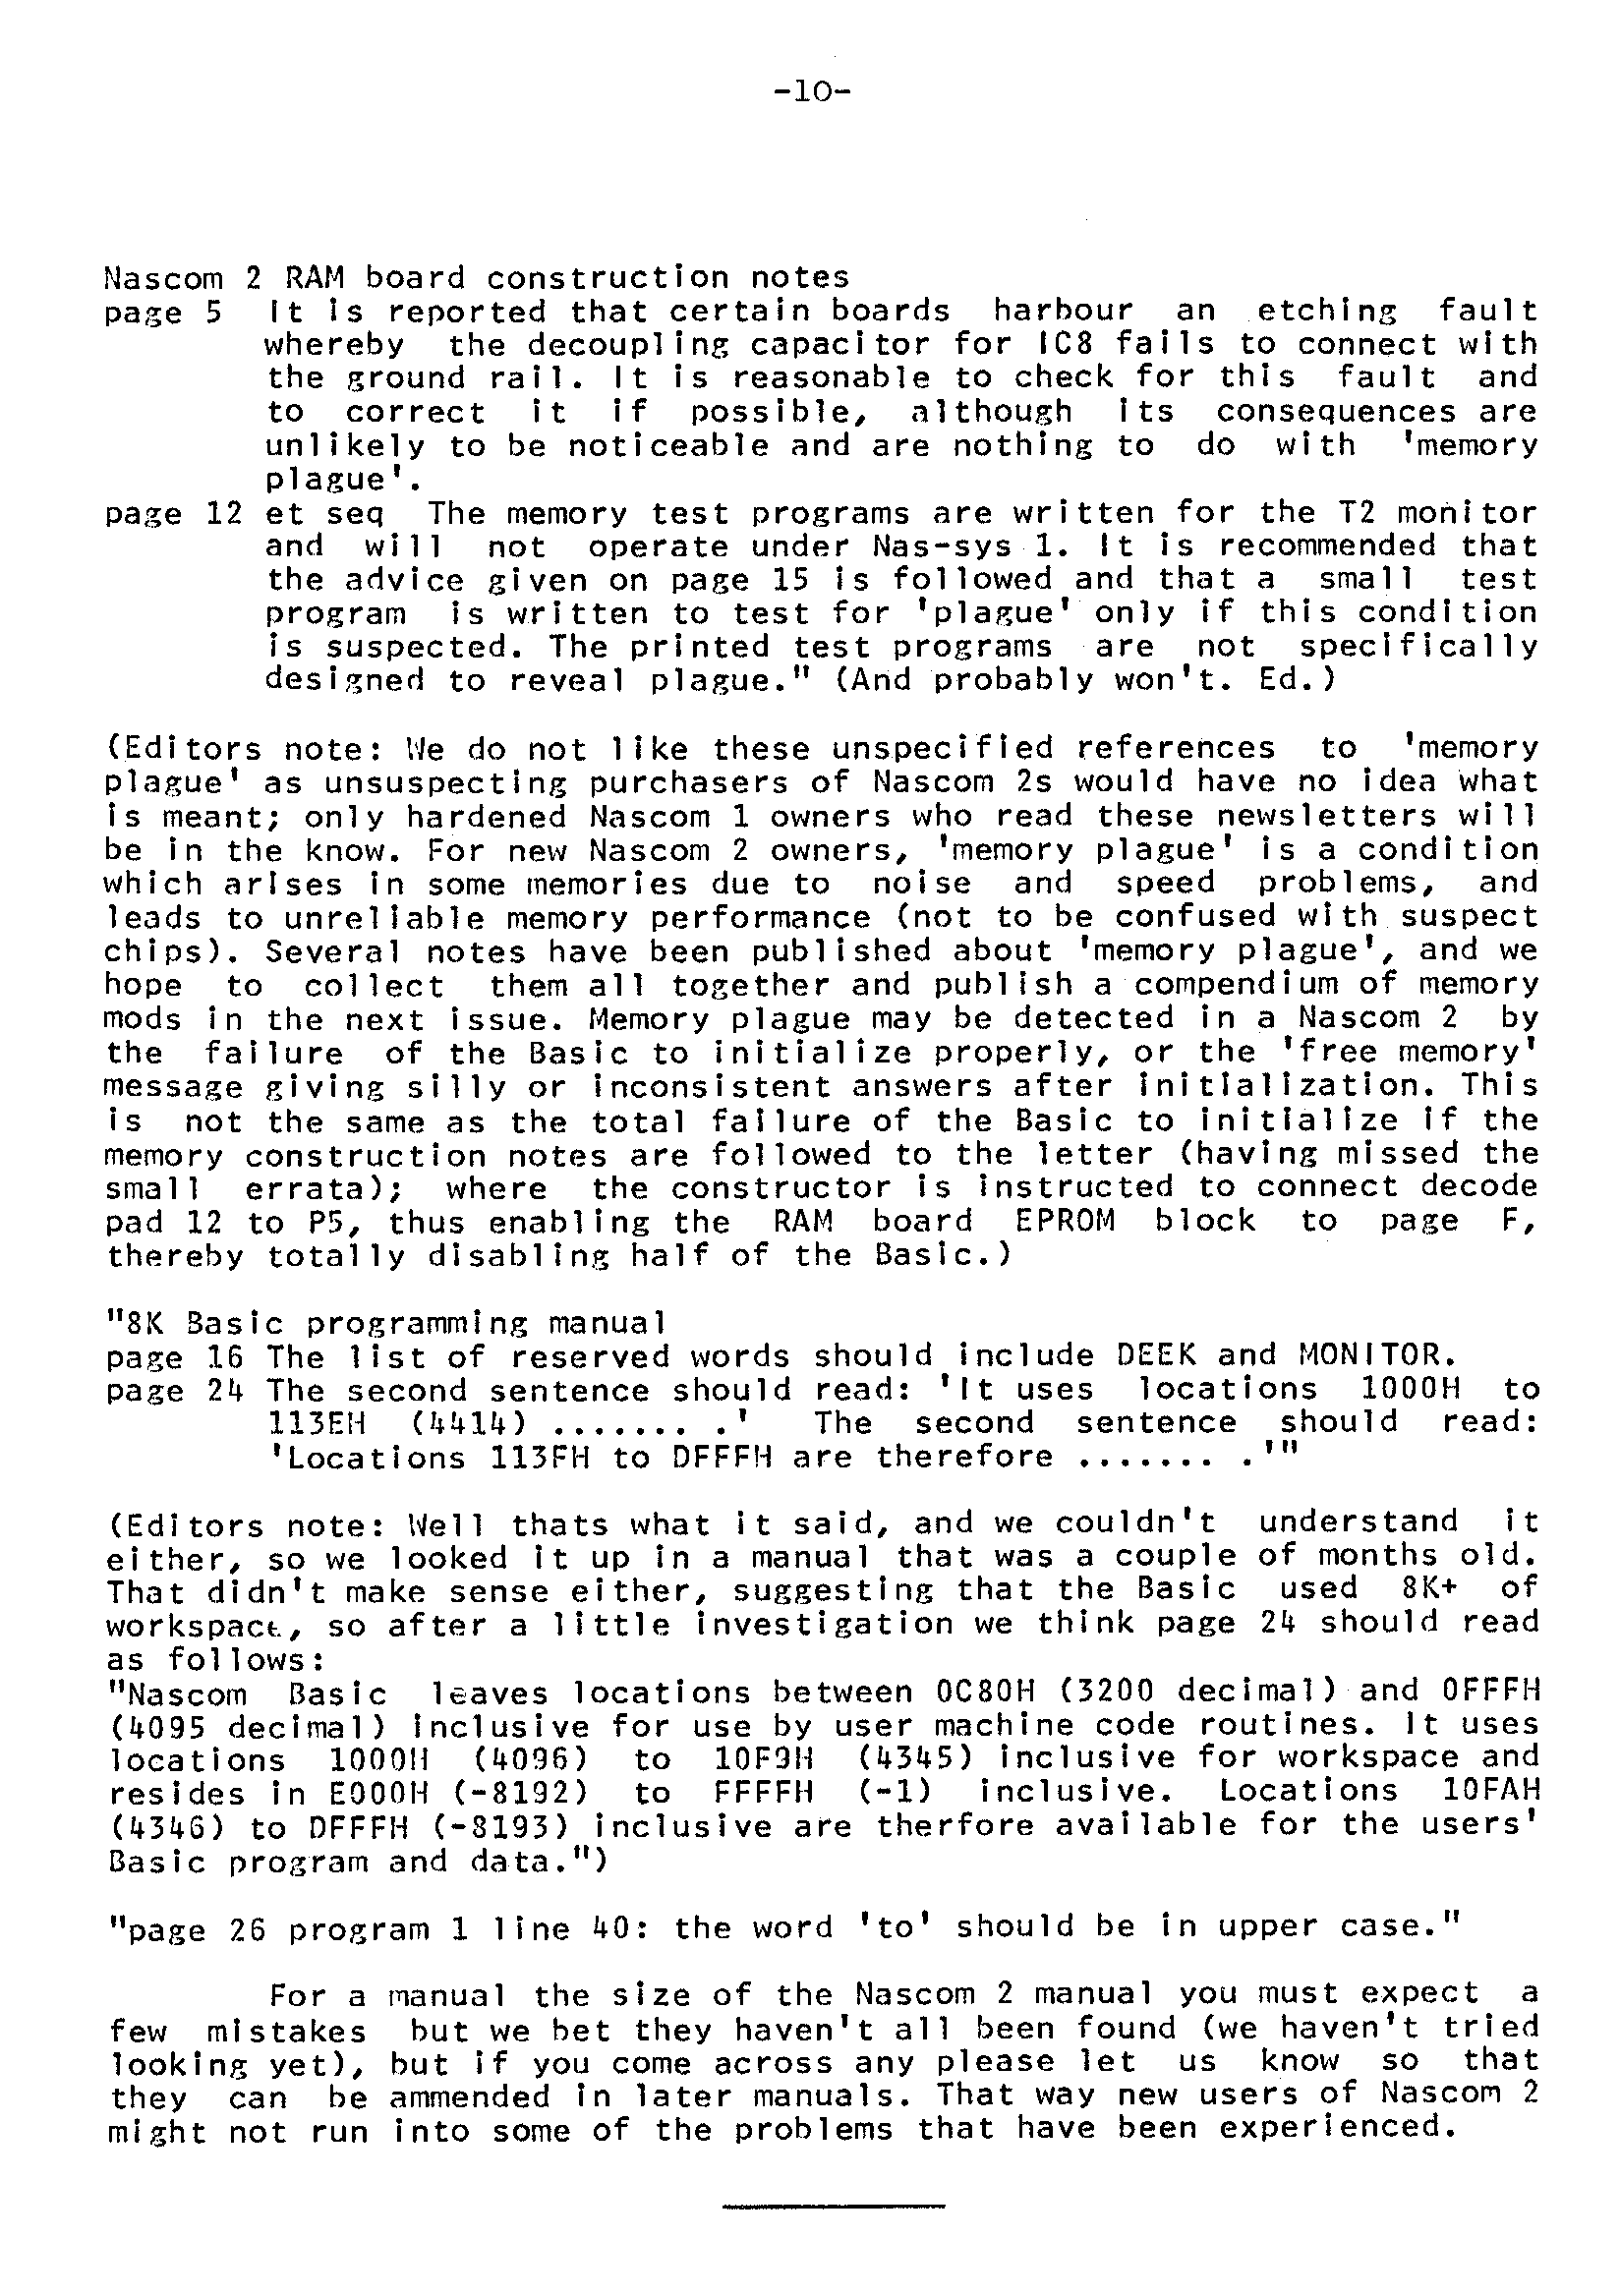 -10-
Nascom 2 RAM board construction notes
page 5 It is reported that certain boards harbour an etching fault
whereby the decoupling capacitor for IC8 fails to connect with
the ground rail. It is reasonable to check for this fault and
to correct it if possible, although its consequences are
unlikely to be noticeable and are nothing to do with 'memory
plague'.
page 12 et seq The memory test programs are written for the T2 monitor
and will not operate under Nas-sys 1. It is recommended that
the advice given on page 15 is followed and that a small test
program is written to test for 'plague' only if this condition
is suspected. The printed test programs are not specifically
designed to reveal plague." (And probably won't. Ed.)
(Editors note: We do not like these unspecified references to 'memory
plague' as unsuspecting purchasers of Nascom 2s would have no idea what
is meant; only hardened Nascom 1 owners who read these newsletters will
be in the know. For new Nascom 2 owners, 'memory plague' is a condition
which arises in some memories due to noise and speed problems, and
leads to unreliable memory performance (not to be confused with suspect
chips). Several notes have been published about 'memory plague', and we
hope to collect them all together and publish a compendium of memory
mods in the next issue. Memory plague may be detected in a Nascom 2 by
the failure of the Basic to initialize properly, or the 'free memory'
message giving silly or inconsistent answers after initialization. This
is not the same as the total failure of the Basic to initialize if the
memory construction notes are followed to the letter (having missed the
small errata); where the constructor is instructed to connect decode
pad 12 to P5, thus enabling the RAM board EPROM block to page F,
thereby totally disabling half of the Basic.)
"8K Basic programming manual
page 16 The list of reserved words should include DEEK and MONITOR.
page 24 The second sentence should read: 'It uses locations 1000H to
113EH (4414) ....... .' The second sentence should read:
'Locations 113FH to DFFFH are therefore ....... .'"
(Editors note: Well thats what it said, and we couldn't understand it
either, so we looked it up in a manual that was a couple of months old.
That didn't make sense either, suggesting that the Basic used 8K+ of
workspace, so after a little investigation we think page 24 should read
as follows:
"Nascom Basic leaves locations between 0C80H (3200 decimal) and 0FFFH
(4095 decimal) inclusive for use by user machine code routines. It uses
locations 1000H (4096) to 10F9H (4345) inclusive for workspace and
resides in E000H (-8192) to FFFFH (-1) inclusive. Locations 10FAH
(4346) to DFFFH (-8193) inclusive are therfore available for the users'
Basic program and data.")
"page 26 program 1 line 40: the word 'to' should be in upper case."
For a manual the size of the Nascom 2 manual you must expect a
few mistakes but we bet they haven't all been found (we haven't tried
looking yet), but if you come across any please let us know so that
they can be ammended in later manuals. That way new users of Nascom 2
might not run into some of the problems that have been experienced.